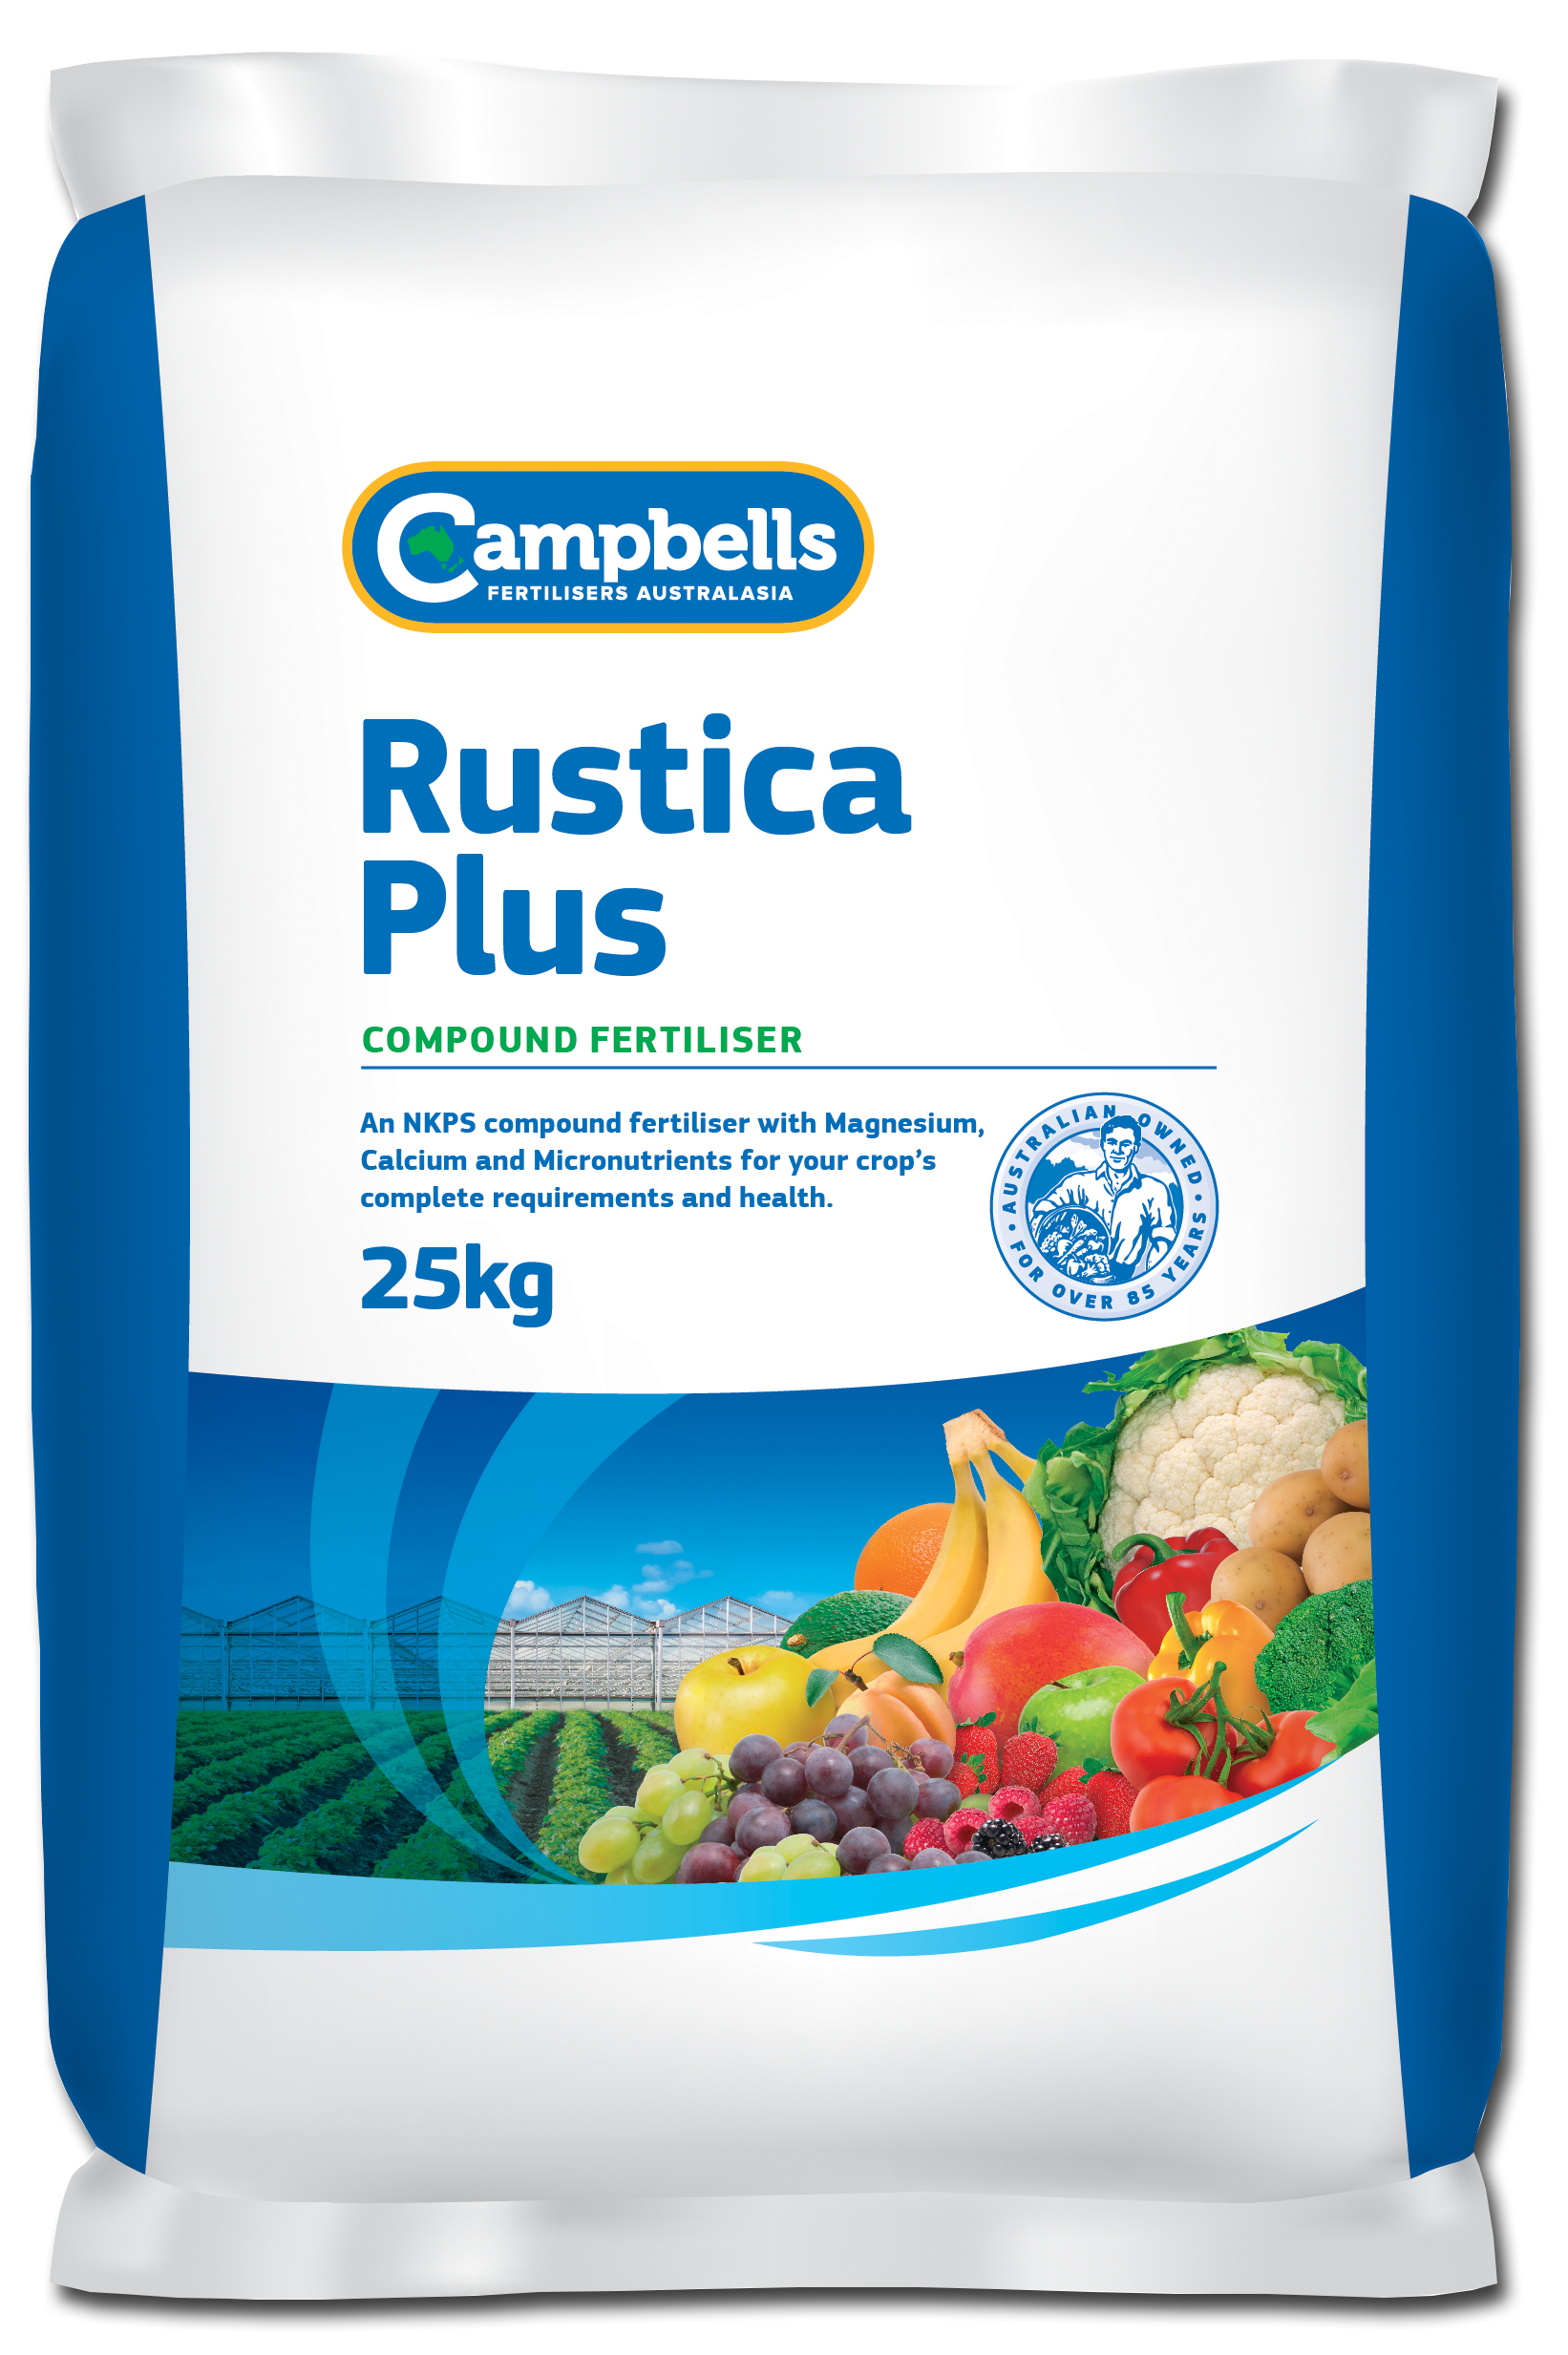 Campbells
FERTILISERS AUSTRALASIA
Rustica
Plus
COMPOUND FERTILISER
An NKPS compound fertiliser with Magnesium,
Calcium and Micronutrients for your crop's
complete requirements and health.
25kg
• AUSTRALIAN OWNED •
FOR OVER 85 YEARS